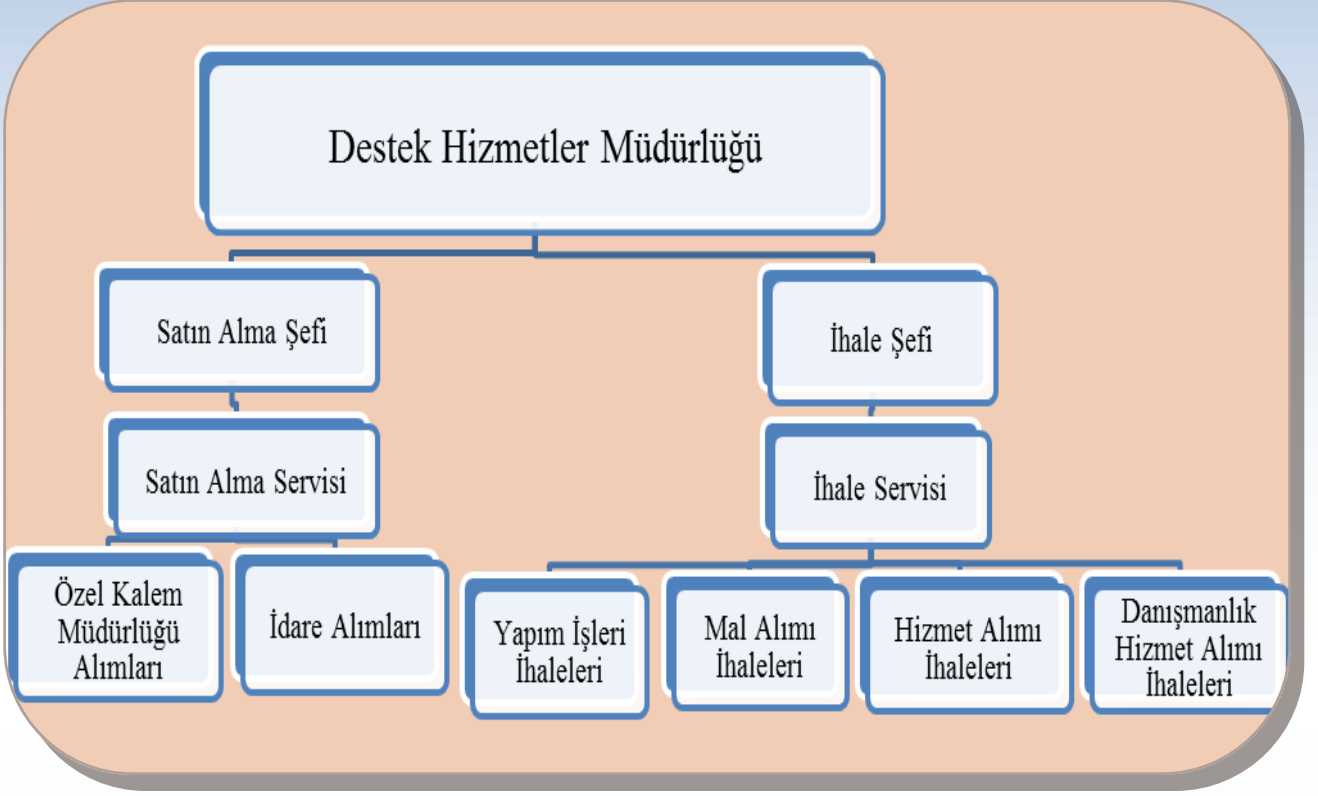 Destek Hizmetler Müdürlüğü
Satın Alma Şefi
İhale Şefi
Satın Alma Servisi
İhale Servisi
Özel Kalem
Müdürlüğü
Alımları
İdare Alımları
Yapım İşleri
İhaleleri
Mal Alımı
İhaleleri
Hizmet Alımı
İhaleleri
Danışmanlık
Hizmet Alımı
İhaleleri